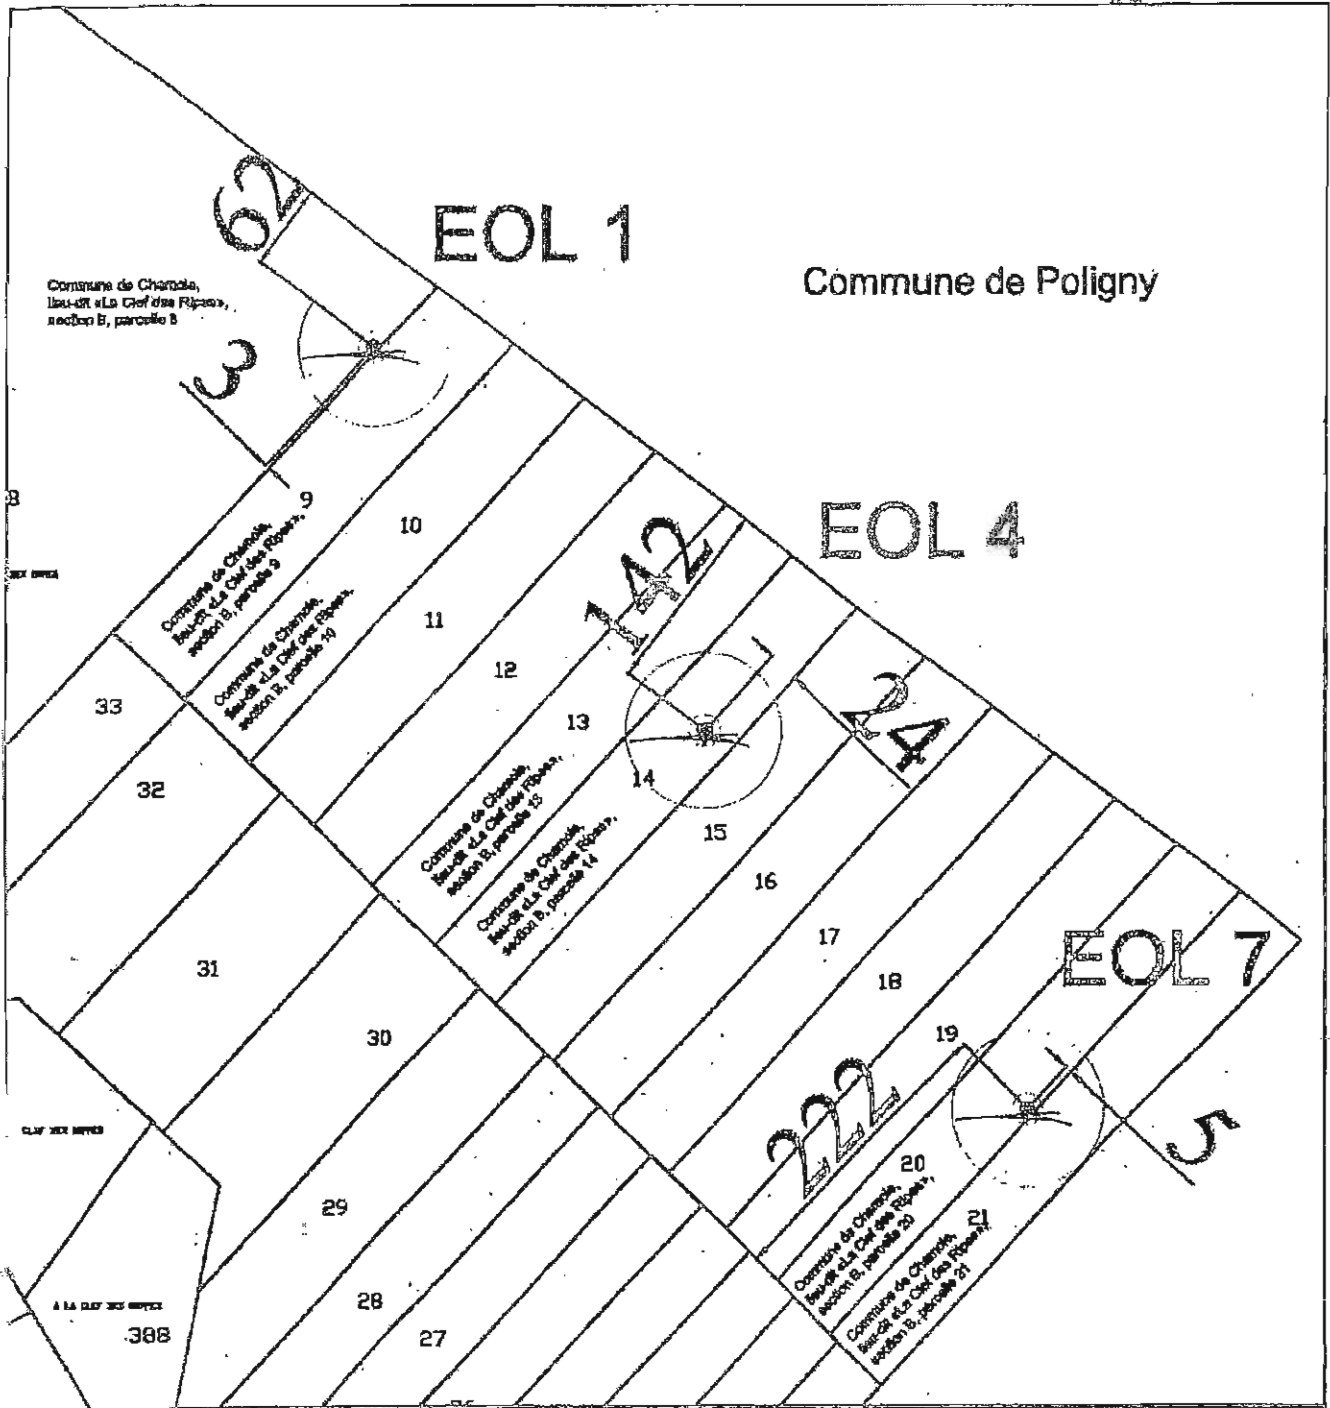 62
EOL 1
Commune de Poligny
Commune de Chamole,
lieu-dit «La Clef des Ripes»,
section B, parcelle 8
3
8
9
Commune de Chamole,
lieu-dit «La Clef des Ripes»,
section B, parcelle 9
10
Commune de Chamole,
lieu-dit «La Clef des Ripes»,
section B, parcelle 10
11
12
142
EOL 4
24
13
Commune de Chamole,
lieu-dit «La Clef des Ripes»,
section B, parcelle 13
14
Commune de Chamole,
lieu-dit «La Clef des Ripes»,
section B, parcelle 14
15
16
17
18
19
EOL 7
33
32
31
30
222
5
20
Commune de Chamole,
lieu-dit «La Clef des Ripes»,
section B, parcelle 20
21
Commune de Chamole,
lieu-dit «La Clef des Ripes»,
section B, parcelle 21
29
28
27
A LA CLEF
388